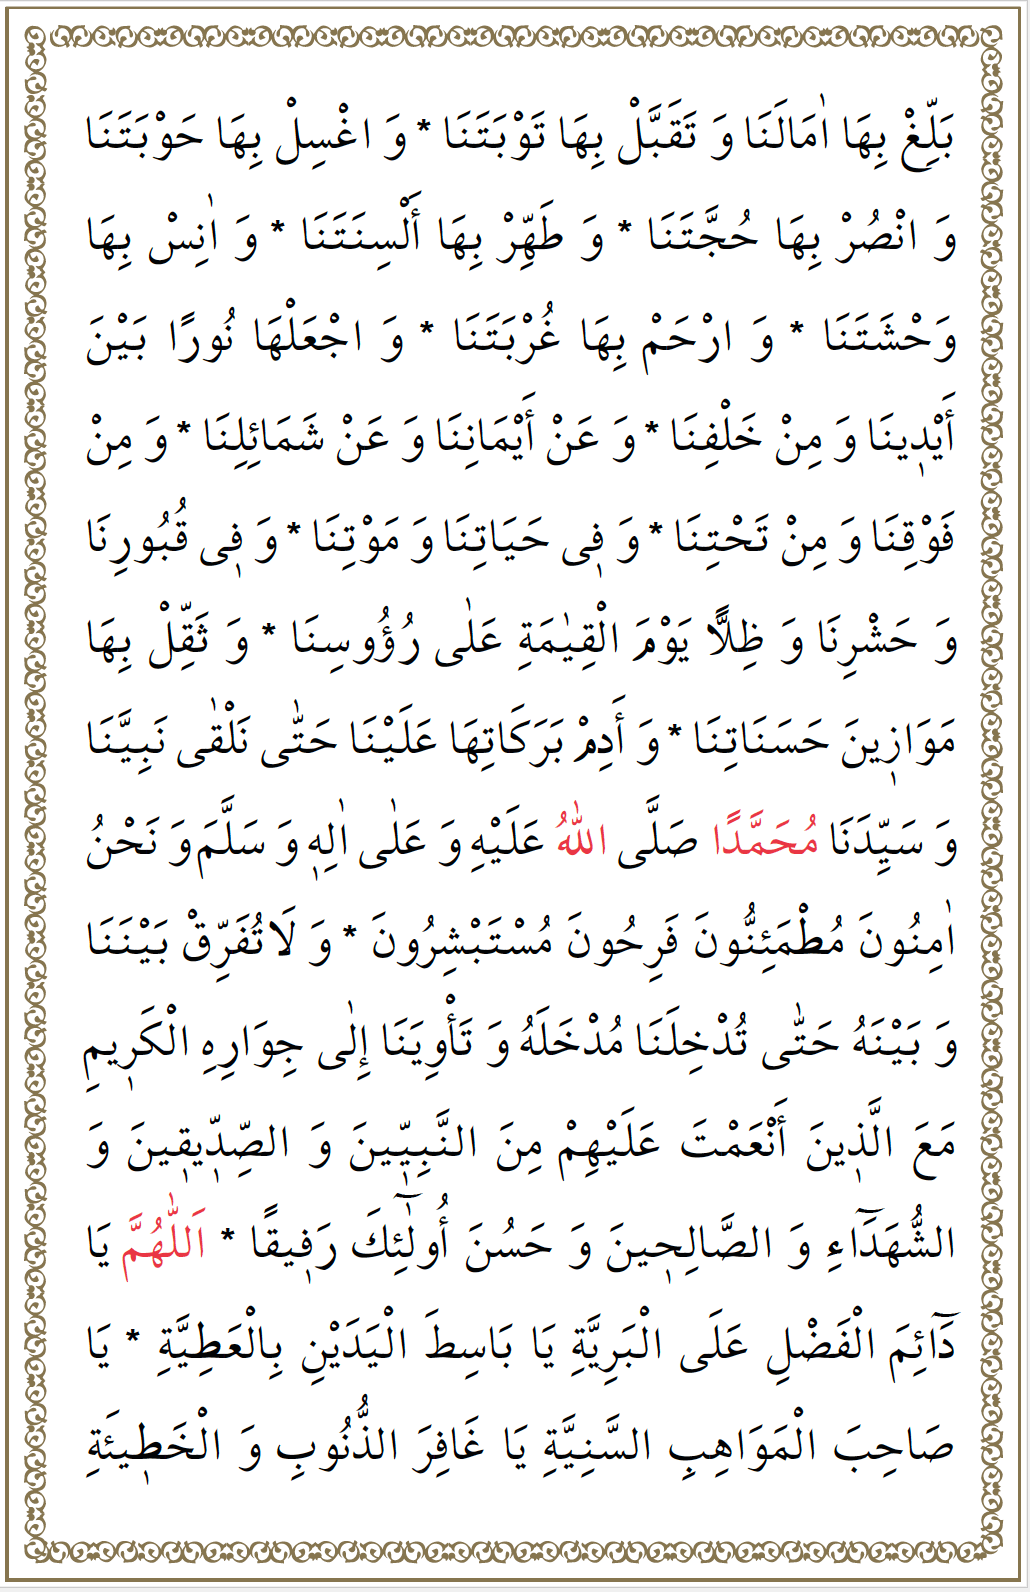 بَلِّغْ بِهَا اٰمَالَنَا وَ تَقَبَّلْ بِهَا تَوْبَتَنَا * وَ اغْسِلْ بِهَا حَوْبَتَنَا
وَ انْصُرْ بِهَا حُجَّتَنَا * وَ طَهِّرْ بِهَا أَلْسِنَتَنَا * وَ اٰنِسْ بِهَا
وَحْشَتَنَا * وَ ارْحَمْ بِهَا غُرْبَتَنَا * وَ اجْعَلْهَا نُورًا بَيْنَ
أَيْدٖينَا وَ مِنْ خَلْفِنَا * وَ عَنْ أَيْمَانِنَا وَ عَنْ شَمَائِلِنَا * وَ مِنْ
فَوْقِنَا وَ مِنْ تَحْتِنَا * وَ فٖى حَيَاتِنَا وَ مَوْتِنَا * وَ فٖى قُبُورِنَا
وَ حَشْرِنَا وَ ظِلًّا يَوْمَ الْقِيٰمَةِ عَلٰى رُؤُوسِنَا * وَ ثَقِّلْ بِهَا
مَوَازٖينَ حَسَنَاتِنَا * وَ أَدِمْ بَرَكَاتِهَا عَلَيْنَا حَتّٰى نَلْقٰى نَبِيَّنَا
وَ سَيِّدَنَا مُحَمَّدًا صَلَّى اللّٰهُ عَلَيْهِ وَ عَلٰى اٰلِهٖ وَ سَلَّمَ وَ نَحْنُ
اٰمِنُونَ مُطْمَئِنُّونَ فَرِحُونَ مُسْتَبْشِرُونَ * وَ لَا تُفَرِّقْ بَيْنَنَا
وَ بَيْنَهُ حَتّٰى تُدْخِلَنَا مُدْخَلَهُ وَ تَأْوِيَنَا إِلٰى جِوَارِهِ الْكَرٖيمِ
مَعَ الَّذٖينَ أَنْعَمْتَ عَلَيْهِمْ مِنَ النَّبِيّٖينَ وَ الصِّدّٖيقٖينَ وَ
الشُّهَدَٓاءِ وَ الصَّالِحٖينَ وَ حَسُنَ أُولٰٓئِكَ رَفٖيقًا * اَللّٰهُمَّ يَا
دَٓائِمَ الْفَضْلِ عَلَى الْبَرِيَّةِ يَا بَاسِطَ الْيَدَيْنِ بِالْعَطِيَّةِ * يَا
صَاحِبَ الْمَوَاهِبِ السَّنِيَّةِ يَا غَافِرَ الذُّنُوبِ وَ الْخَطٖيئَةِ